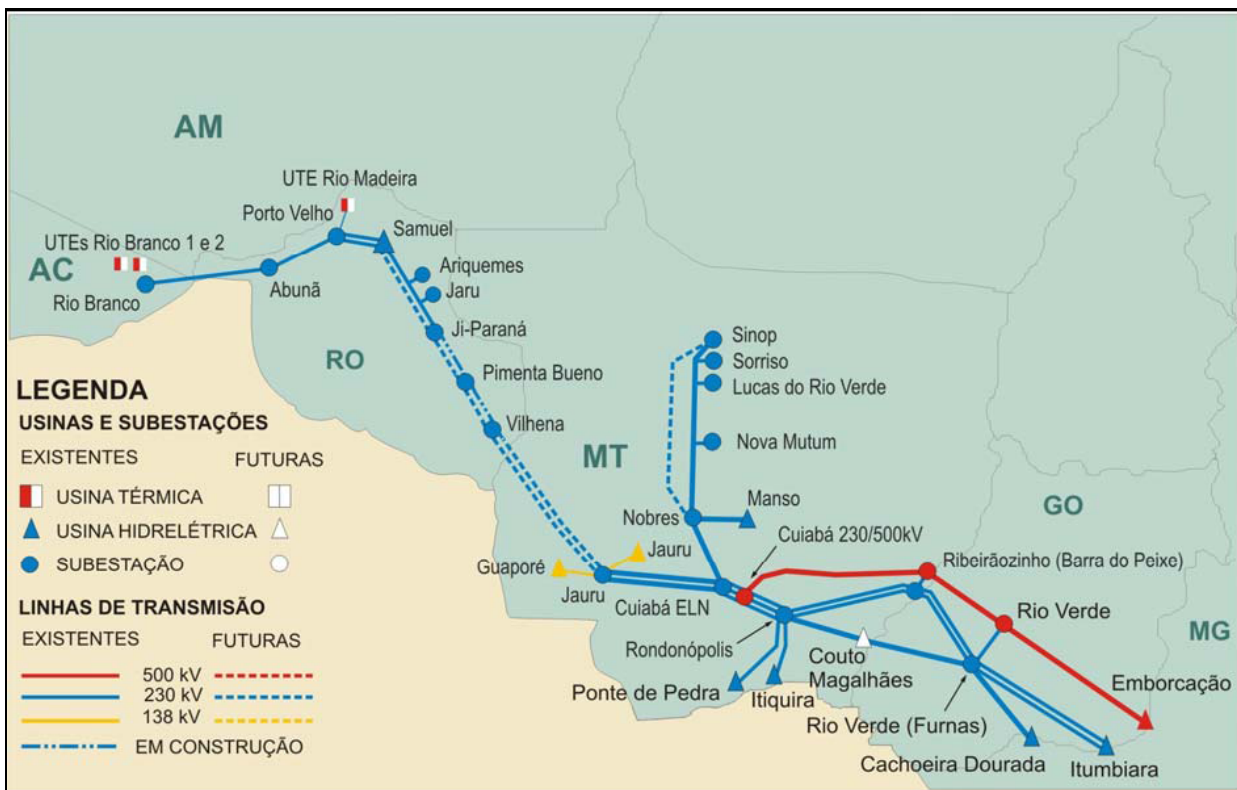 AM
UTE Rio Madeira
Porto Velho
Samuel
UTEs Rio Branco 1 e 2
AC
Rio Branco
Abunã
Ariquemes
Jaru
Ji-Paraná
RO
Pimenta Bueno
Vilhena
Sinop
Sorriso
Lucas do Rio Verde
Nova Mutum
MT
Manso
Nobres
GO
Cuiabá 230/500kV
Jauru
Guaporé
Ribeirãozinho (Barra do Peixe)
Jauru
Cuiabá ELN
Rio Verde
MG
Rondonópolis
Couto
Magalhães
Ponte de Pedra
Itiquira
Emborcação
Rio Verde (Furnas)
Cachoeira Dourada
Itumbiara
LEGENDA
USINAS E SUBESTAÇÕES
EXISTENTES FUTURAS
USINA TÉRMICA
USINA HIDRELÉTRICA
SUBESTAÇÃO
LINHAS DE TRANSMISÃO
EXISTENTES FUTURAS
500 kV
230 kV
138 kV
EM CONSTRUÇÃO